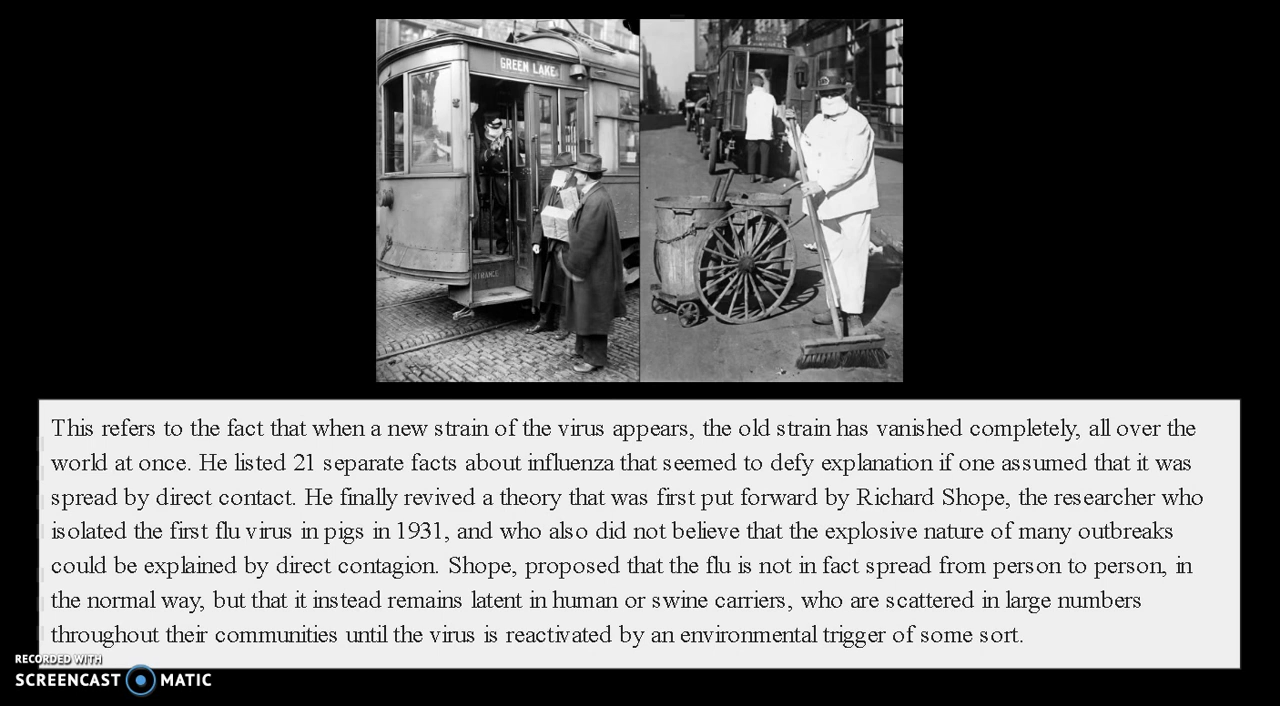 GREEN LAKE
ENTRANCE
This refers to the fact that when a new strain of the virus appears, the old strain has vanished completely, all over the
world at once. He listed 21 separate facts about influenza that seemed to defy explanation if one assumed that it was
spread by direct contact. He finally revived a theory that was first put forward by Richard Shope, the researcher who
isolated the first flu virus in pigs in 1931, and who also did not believe that the explosive nature of many outbreaks
could be explained by direct contagion. Shope, proposed that the flu is not in fact spread from person to person, in
the normal way, but that it instead remains latent in human or swine carriers, who are scattered in large numbers
throughout their communities until the virus is reactivated by an environmental trigger of some sort.
RECORDED WITH
SCREENCAST MATIC